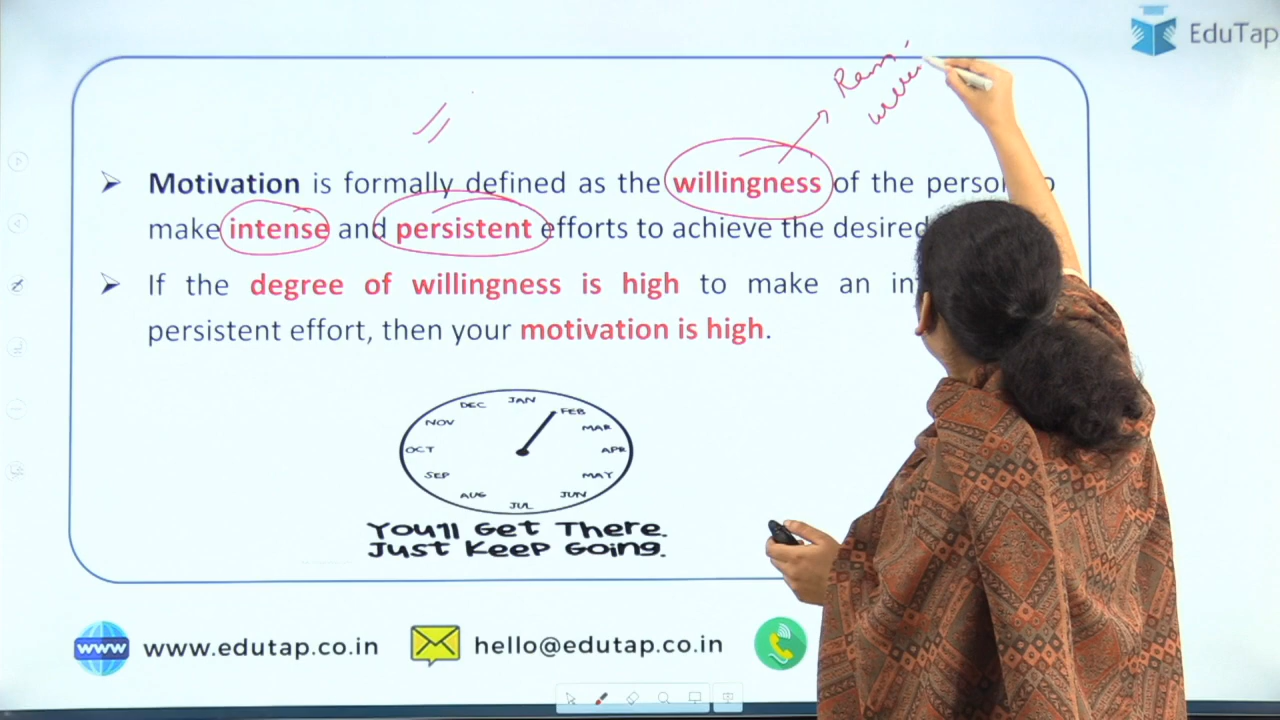 EduTap
Motivation is formally defined as the willingness of the person to
make intense and persistent efforts to achieve the desired
If the degree of willingness is high to make an
persistent effort, then your motivation is high.
JAN
FEB
MAR
APR
MAY
JUN
JUL
AUG
SEP
OCT
NOV
DEC
You'll Get There.
Just Keep Going.
www
www.edutap.co.in
hello@edutap.co.in